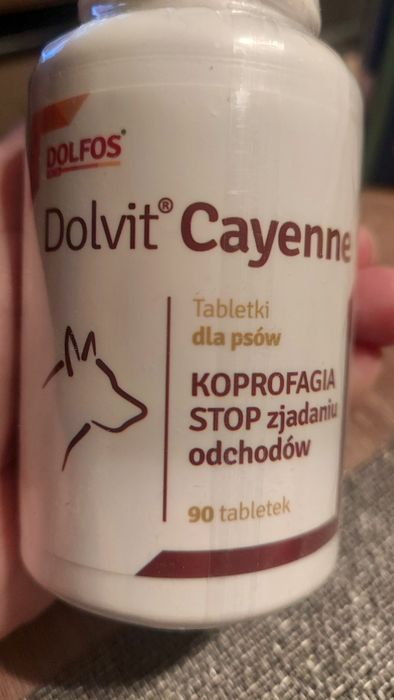 DOLFOS®
Dolvit® Cayenne
Tabletki
dla psów
KOPROFAGIA
STOP zjadaniu
odchodów
90 tabletek